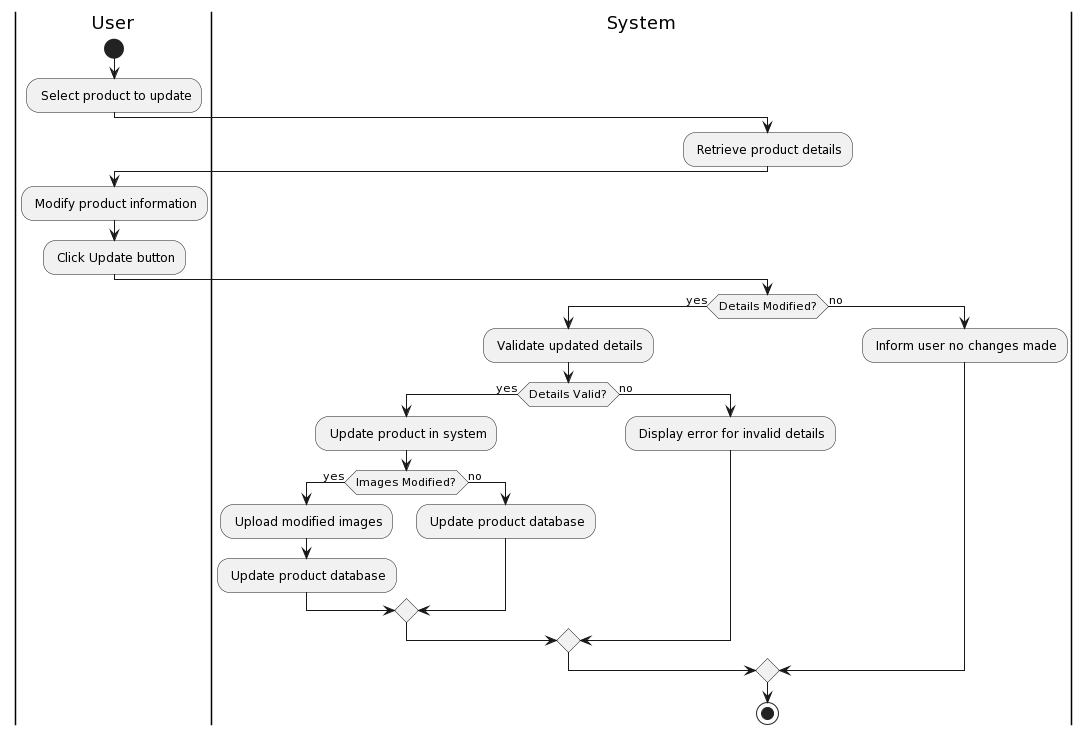 User
System
Select product to update
Retrieve product details
Modify product information
Click Update button
yes
Details Modified?
no
Validate updated details
Inform user no changes made
yes
Details Valid?
no
Update product in system
Display error for invalid details
yes
Images Modified?
no
Upload modified images
Update product database
Update product database